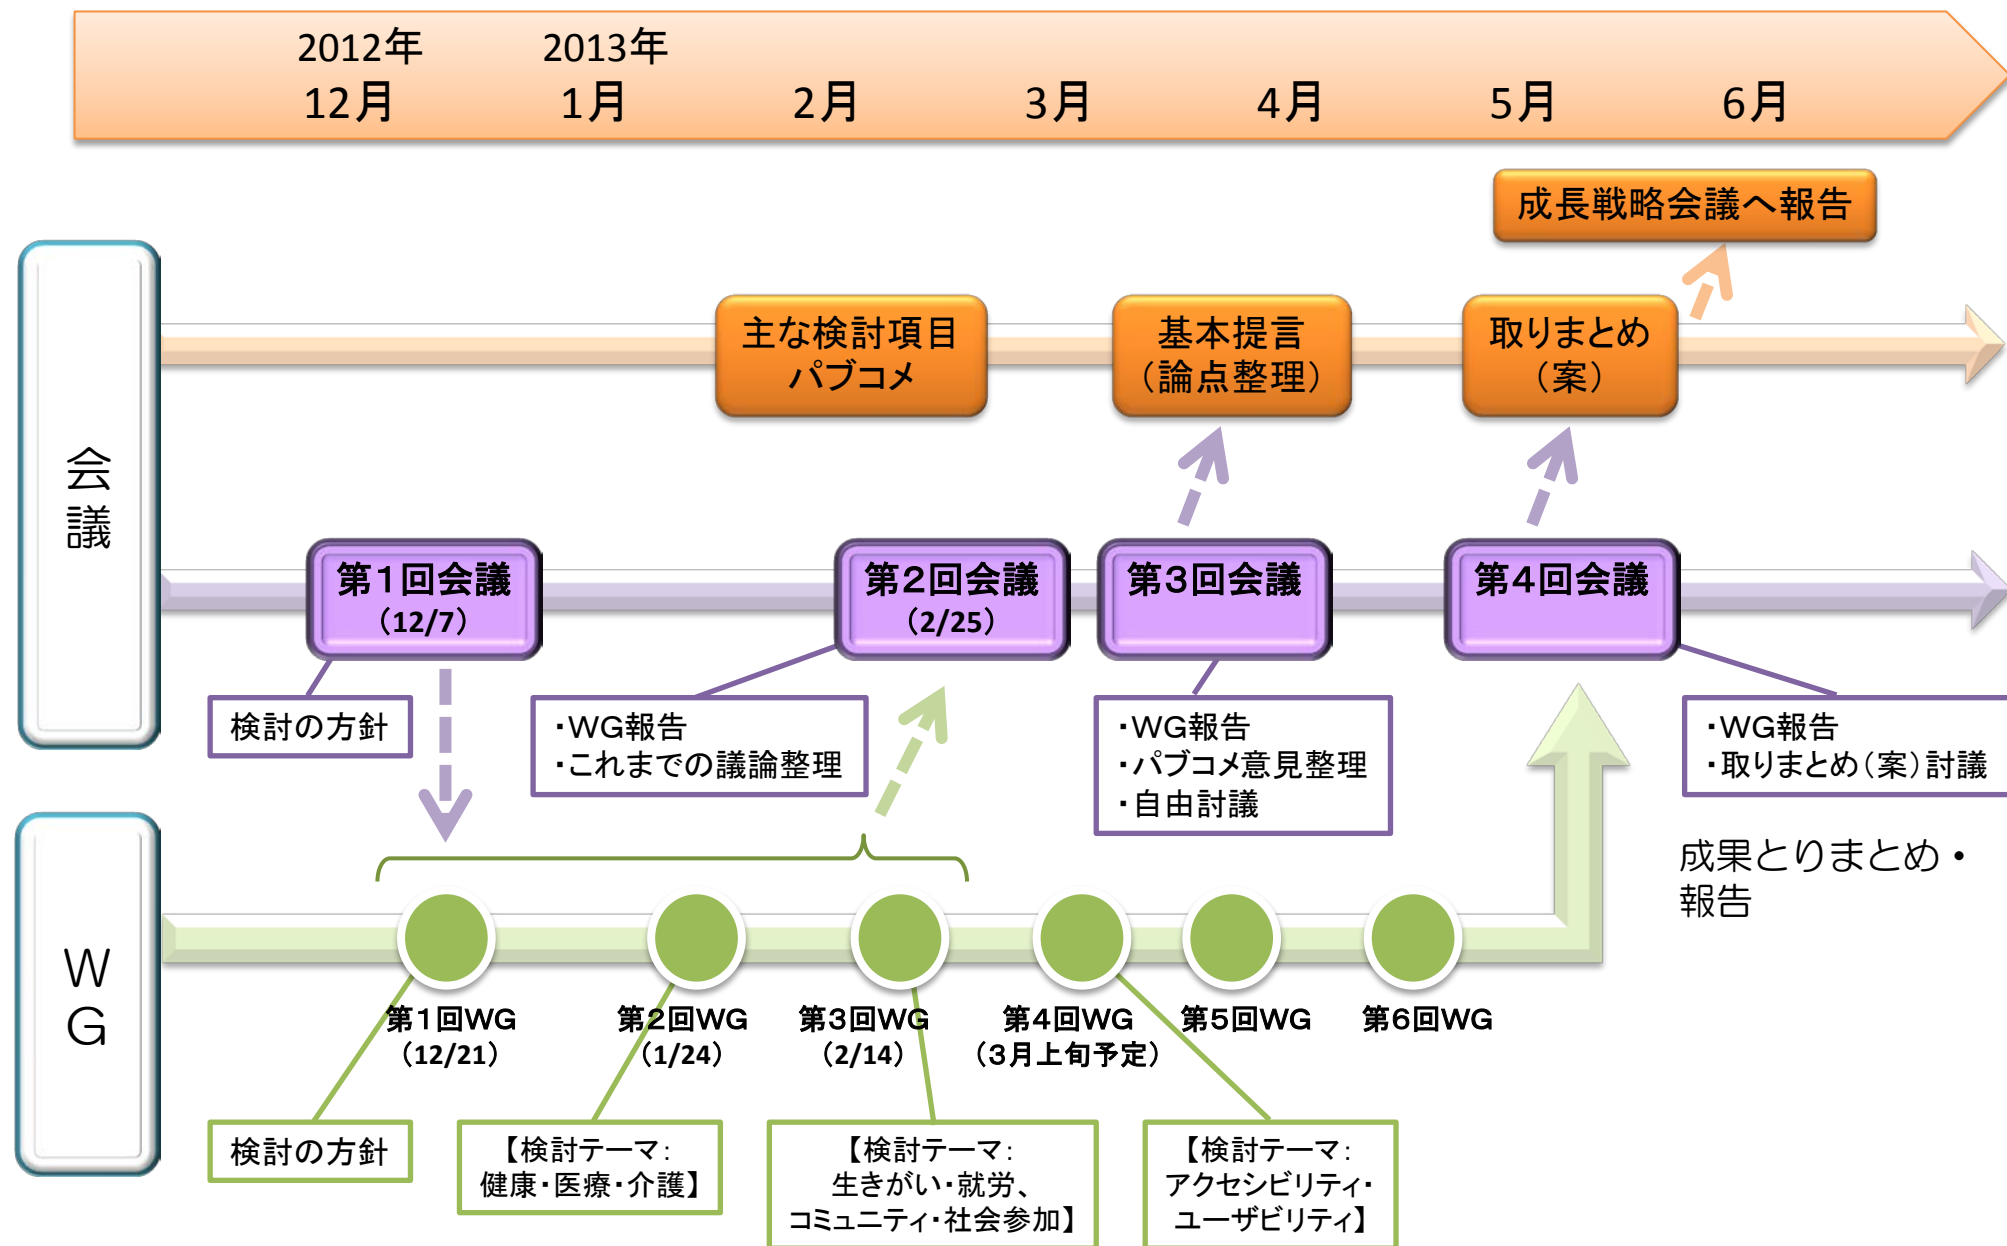 2012年
12月
2013年
1月
2月
3月
4月
5月
6月
成長戦略会議へ報告
会議
主な検討項目
パブコメ
基本提言
（論点整理）
取りまとめ
（案）
第１回会議
（12/7）
第２回会議
（2/25）
第３回会議
第４回会議
検討の方針
・WG報告
・これまでの議論整理
・WG報告
・パブコメ意見整理
・自由討議
・WG報告
・取りまとめ（案）討議
成果とりまとめ・
報告
WG
第１回WG
（12/21）
第２回WG
（1/24）
第３回WG
（2/14）
第４回WG
（３月上旬予定）
第５回WG
第６回WG
検討の方針
【検討テーマ：
健康・医療・介護】
【検討テーマ：
生きがい・就労、
コミュニティ・社会参加】
【検討テーマ：
アクセシビリティ・
ユーザビリティ】